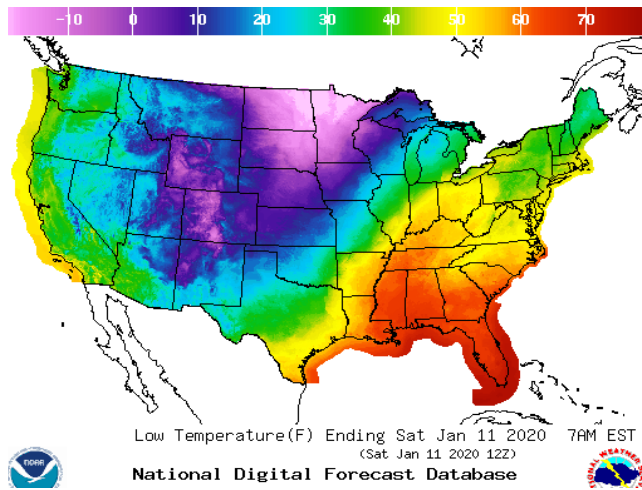 -10 0 10 20 30 40 50 60 70
Low Temperature(F) Ending Sat Jan 11 2020 7AM EST
(Sat Jan 11 2020 12Z)
National Digital Forecast Database
noaa